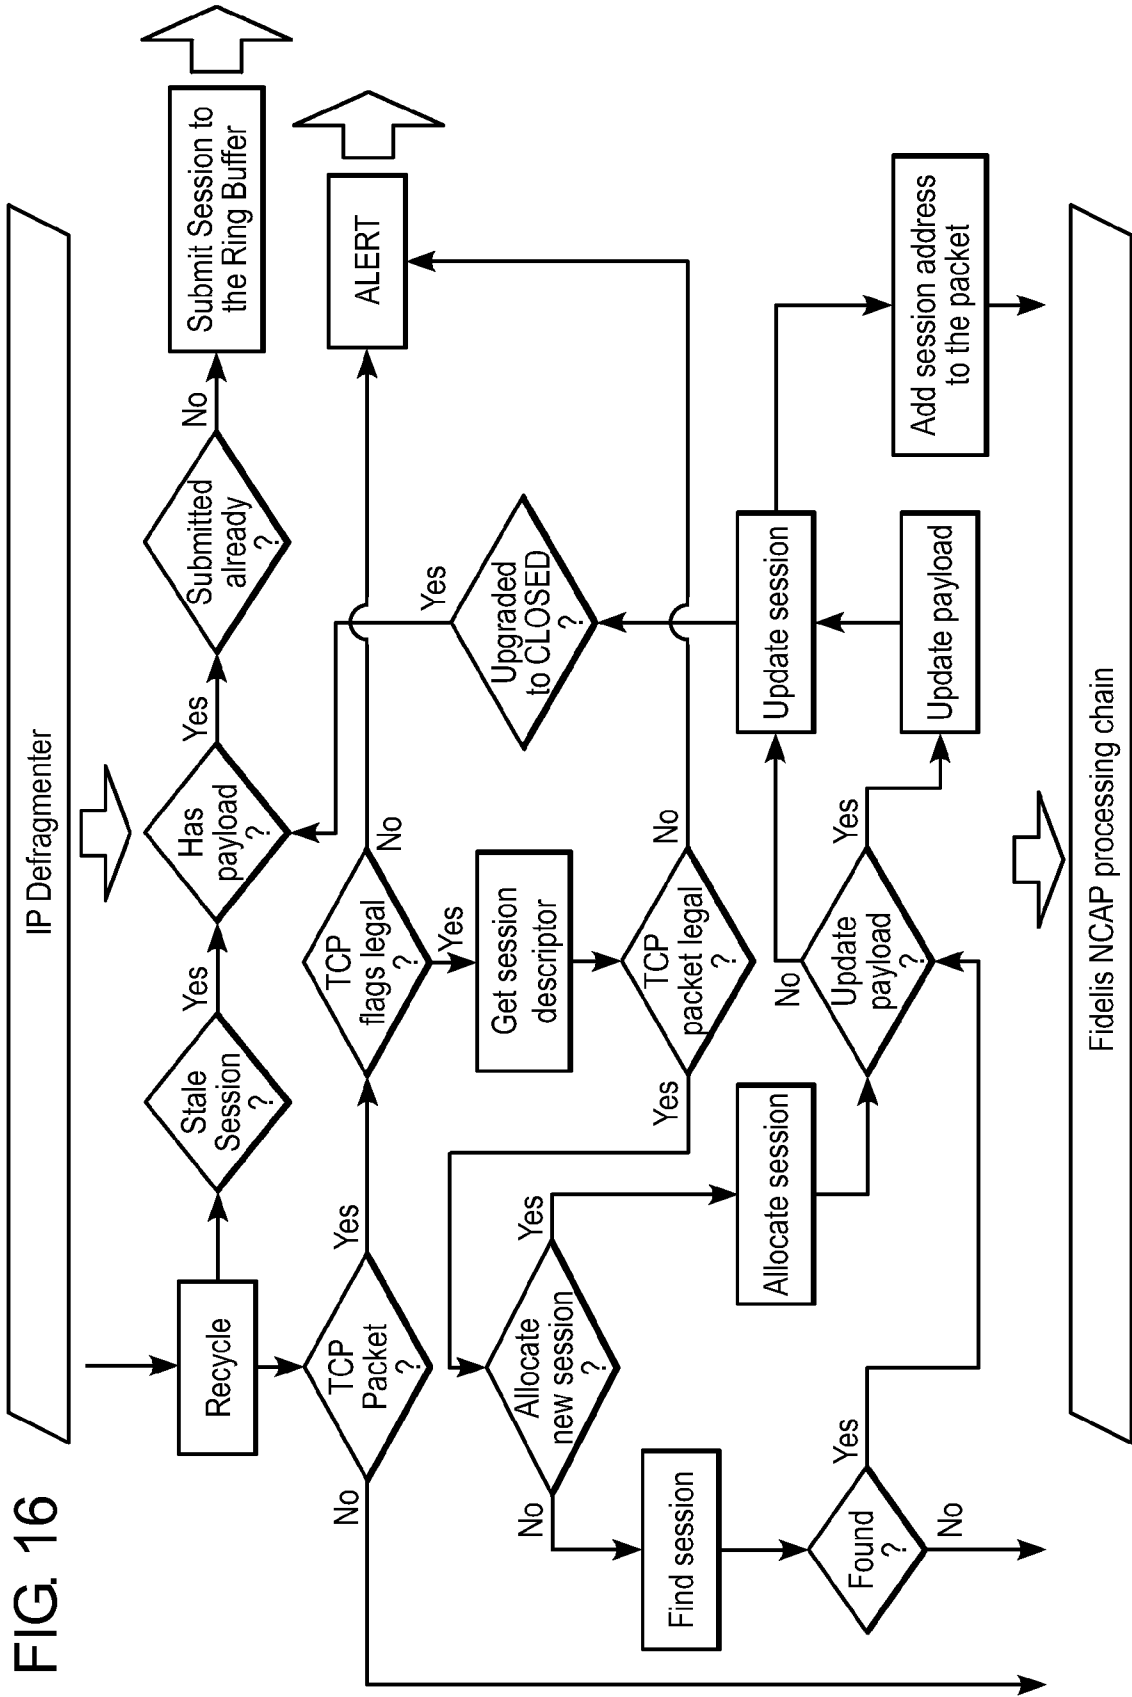 FIG. 16
IP Defragmenter
Recycle
Stale
Session
?
Yes
Has
payload
?
Yes
Submitted
already
?
No
Submit Session to
the Ring Buffer
TCP
Packet
?
No
Yes
TCP
flags legal
?
No
Yes
ALERT
Get session
descriptor
Upgraded
to CLOSED
?
Yes
TCP
packet legal
?
Yes
No
Allocate
new session
?
No
Yes
Find session
Allocate session
Update session
Found
?
Yes
No
Update
payload
?
No
Yes
Update payload
Add session address
to the packet
Fidelis NCAP processing chain